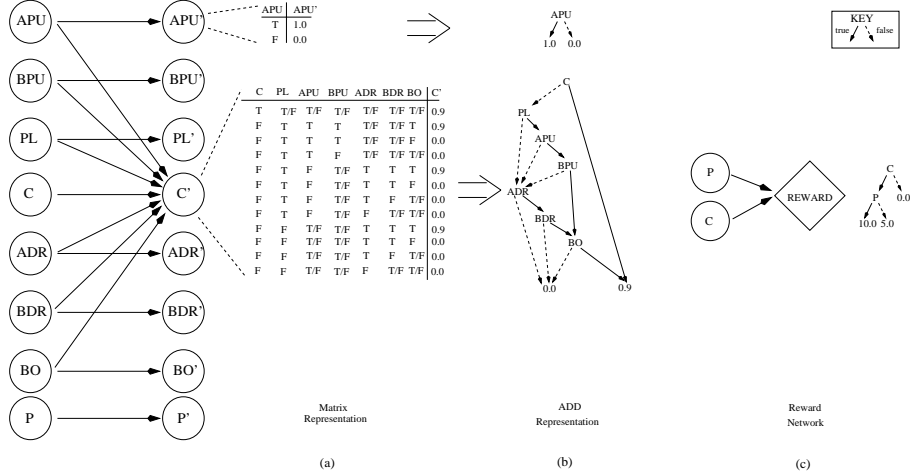 APU
BPU
PL
C
ADR
BDR
BO
P
APU'
BPU'
PL'
C'
ADR'
BDR'
BO'
P'
APU APU'
T 1.0
F 0.0
C PL APU BPU ADR BDR BO C'
T T/F T/F T/F T/F T/F T/F 0.9
F T T T T/F T/F T 0.9
F T T T T/F T/F F 0.0
F T T F T/F T/F T/F 0.0
F T F T/F T T T 0.9
F T F T/F T T F 0.0
F T F T/F T F T/F 0.0
F T F T/F F T/F T/F 0.0
F F T/F T/F T T T 0.9
F F T/F T/F T T F 0.0
F F T/F T/F T F T/F 0.0
F F T/F T/F F T/F T/F 0.0
Matrix
Representation
(a)
APU
1.0 0.0
C
PL
APU
BPU
ADR
BDR
BO
0.0
0.9
ADD
Representation
(b)
KEY
true false
P
C
REWARD
C
P 0.0
10.0 5.0
Reward
Network
(c)